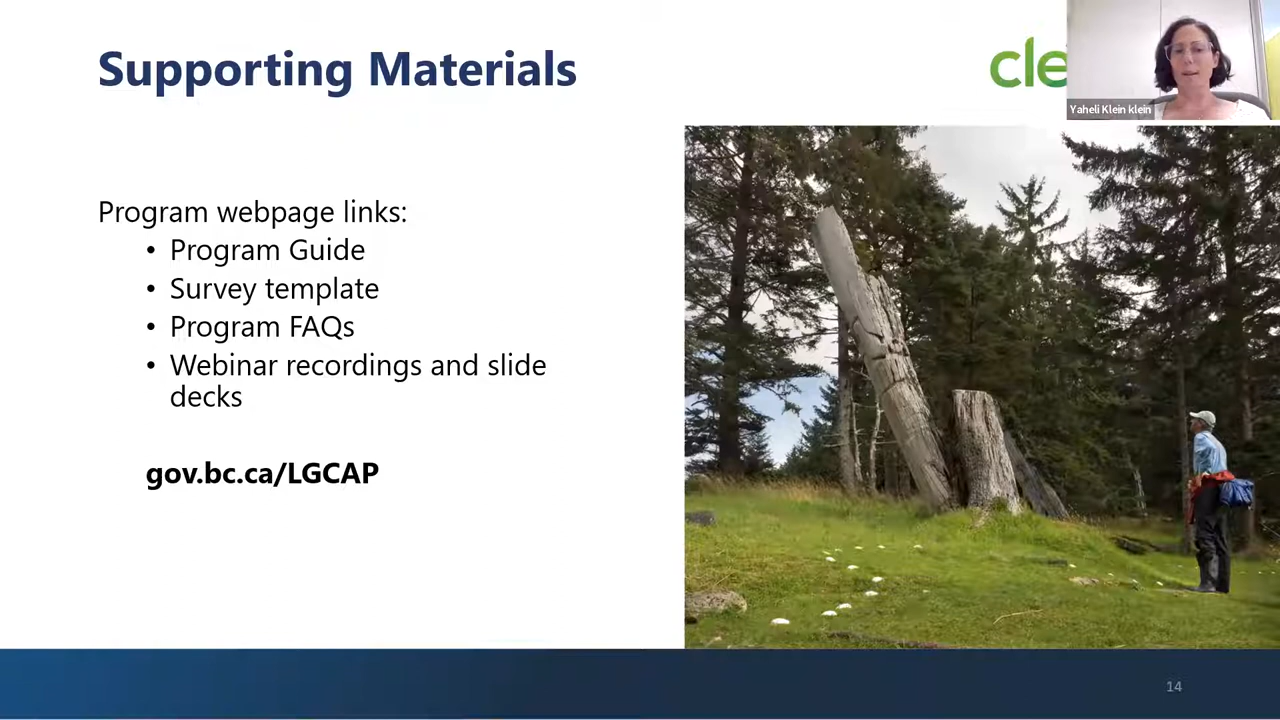 Supporting Materials
cle
Yaheli Klein klein
Program webpage links:
• Program Guide
• Survey template
• Program FAQs
• Webinar recordings and slide
decks
gov.bc.ca/LGCAP
14